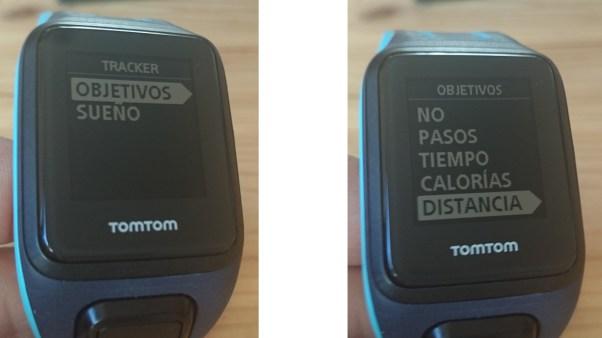 TRACKER
OBJETIVOS
SUEÑO
TOMTOM
OBJETIVOS
NO
PASOS
TIEMPO
CALORÍAS
DISTANCIA
TOMTOM